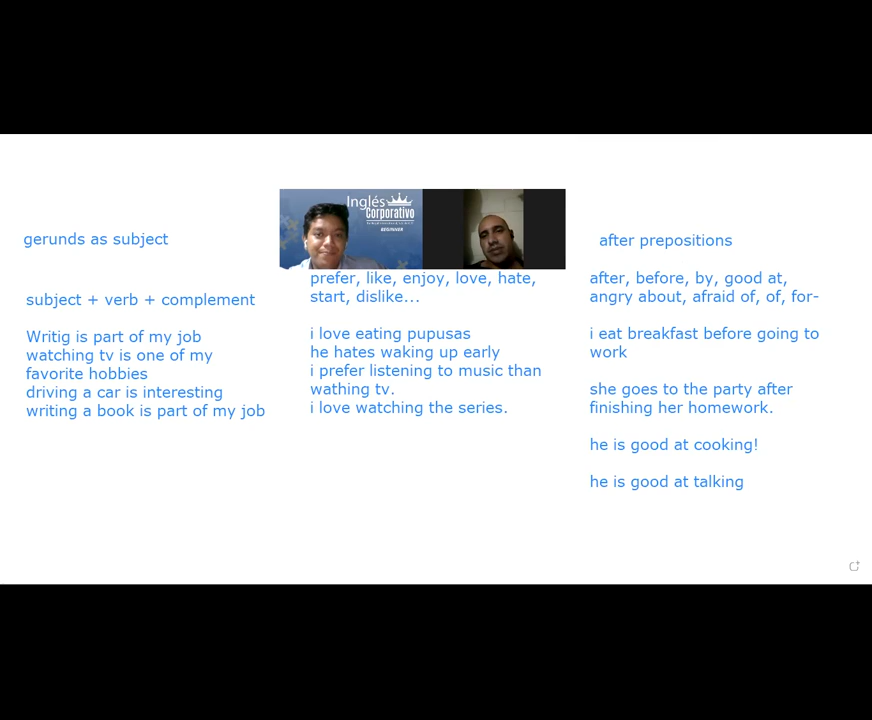 gerunds as subject
subject + verb + complement
Writig is part of my job
watching tv is one of my
favorite hobbies
driving a car is interesting
writing a book is part of my job
Inglés
Corporativo
BEGINNER
prefer, like, enjoy, love, hate,
start, dislike...
i love eating pupusas
he hates waking up early
i prefer listening to music than
wathing tv.
i love watching the series.
after prepositions
after, before, by, good at,
angry about, afraid of, of, for-
i eat breakfast before going to
work
she goes to the party after
finishing her homework.
he is good at cooking!
he is good at talking